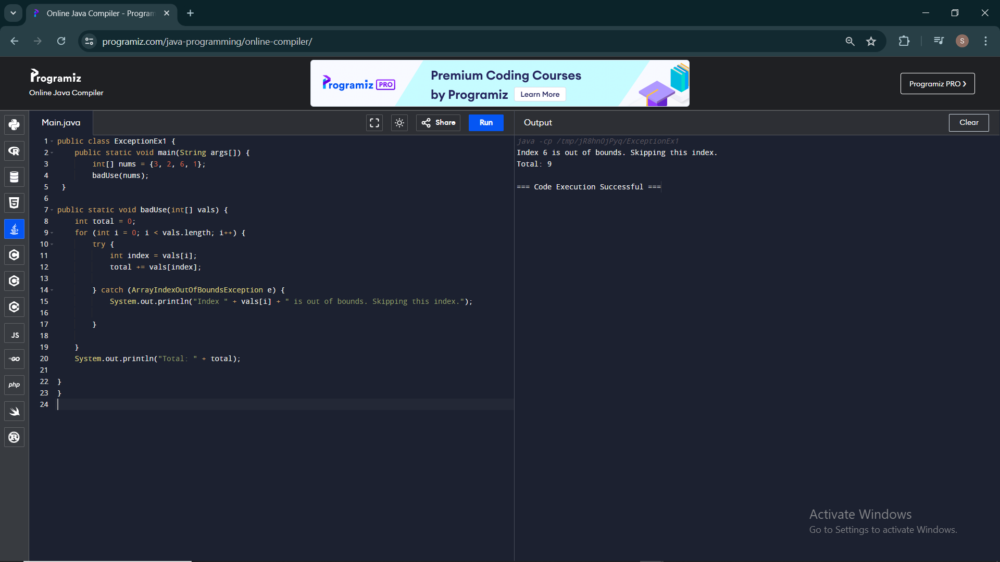 Online Java Compiler - Program
programiz.com/java-programming/online-compiler/
S
Programiz
Online Java Compiler
Programiz PRO
Premium Coding Courses
by Programiz
Learn More
Programiz PRO ›
Main.java
Share
Run
Output
Clear
1 public class ExceptionEx1 {
2     public static void main(String args[]) {
3         int[] nums = {3, 2, 6, 1};
4         badUse(nums);
5  }
6
7 public static void badUse(int[] vals) {
8     int total = 0;
9     for (int i = 0; i < vals.length; i++) {
10         try {
11             int index = vals[i];
12             total += vals[index];
13
14         } catch (ArrayIndexOutOfBoundsException e) {
15             System.out.println("Index " + vals[i] + " is out of bounds. Skipping this index.");
16
17         }
18
19     }
20     System.out.println("Total: " + total);
21
22 }
23 }
24
java -cp /tmp/jR8hnOjPyq/ExceptionEx1
Index 6 is out of bounds. Skipping this index.
Total: 9
=== Code Execution Successful ===
R
5
C
C
C
JS
GO
php
R
Activate Windows
Go to Settings to activate Windows.